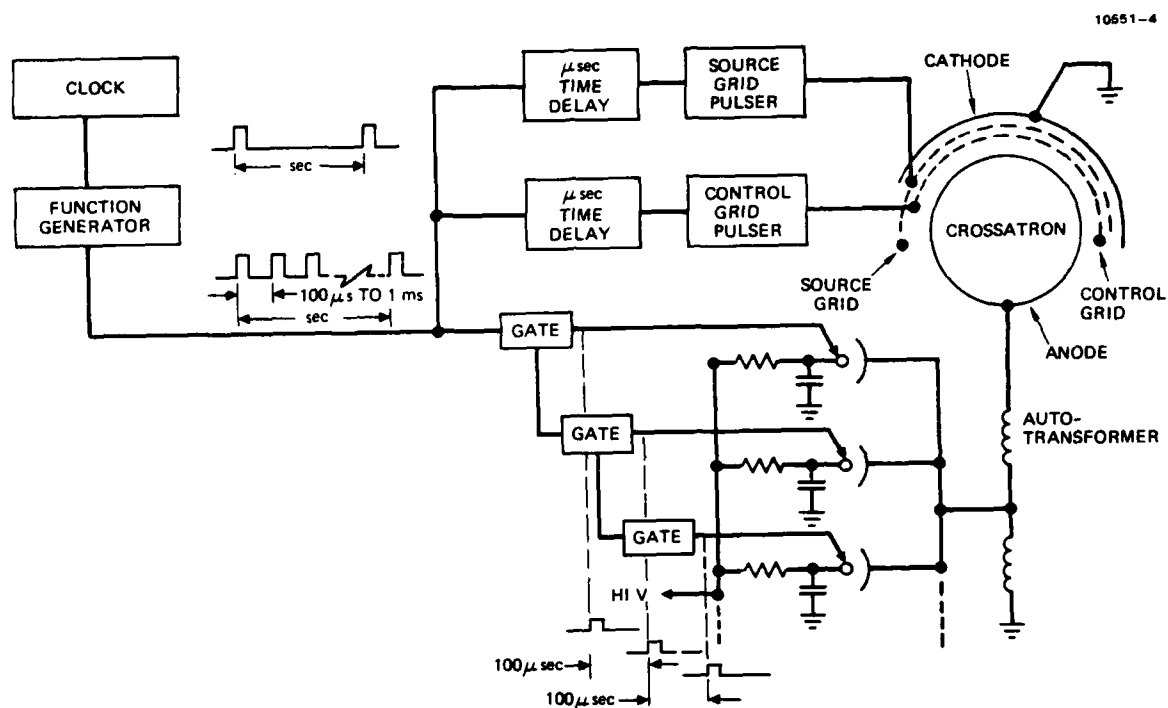 10651-4
CLOCK
FUNCTION
GENERATOR
sec
100 μs TO 1 ms
sec
μsec
TIME
DELAY
SOURCE
GRID
PULSER
μsec
TIME
DELAY
CONTROL
GRID
PULSER
CATHODE
CROSSATRON
SOURCE
GRID
CONTROL
GRID
ANODE
GATE
GATE
GATE
AUTO-
TRANSFORMER
HI V
100 μsec
100 μsec